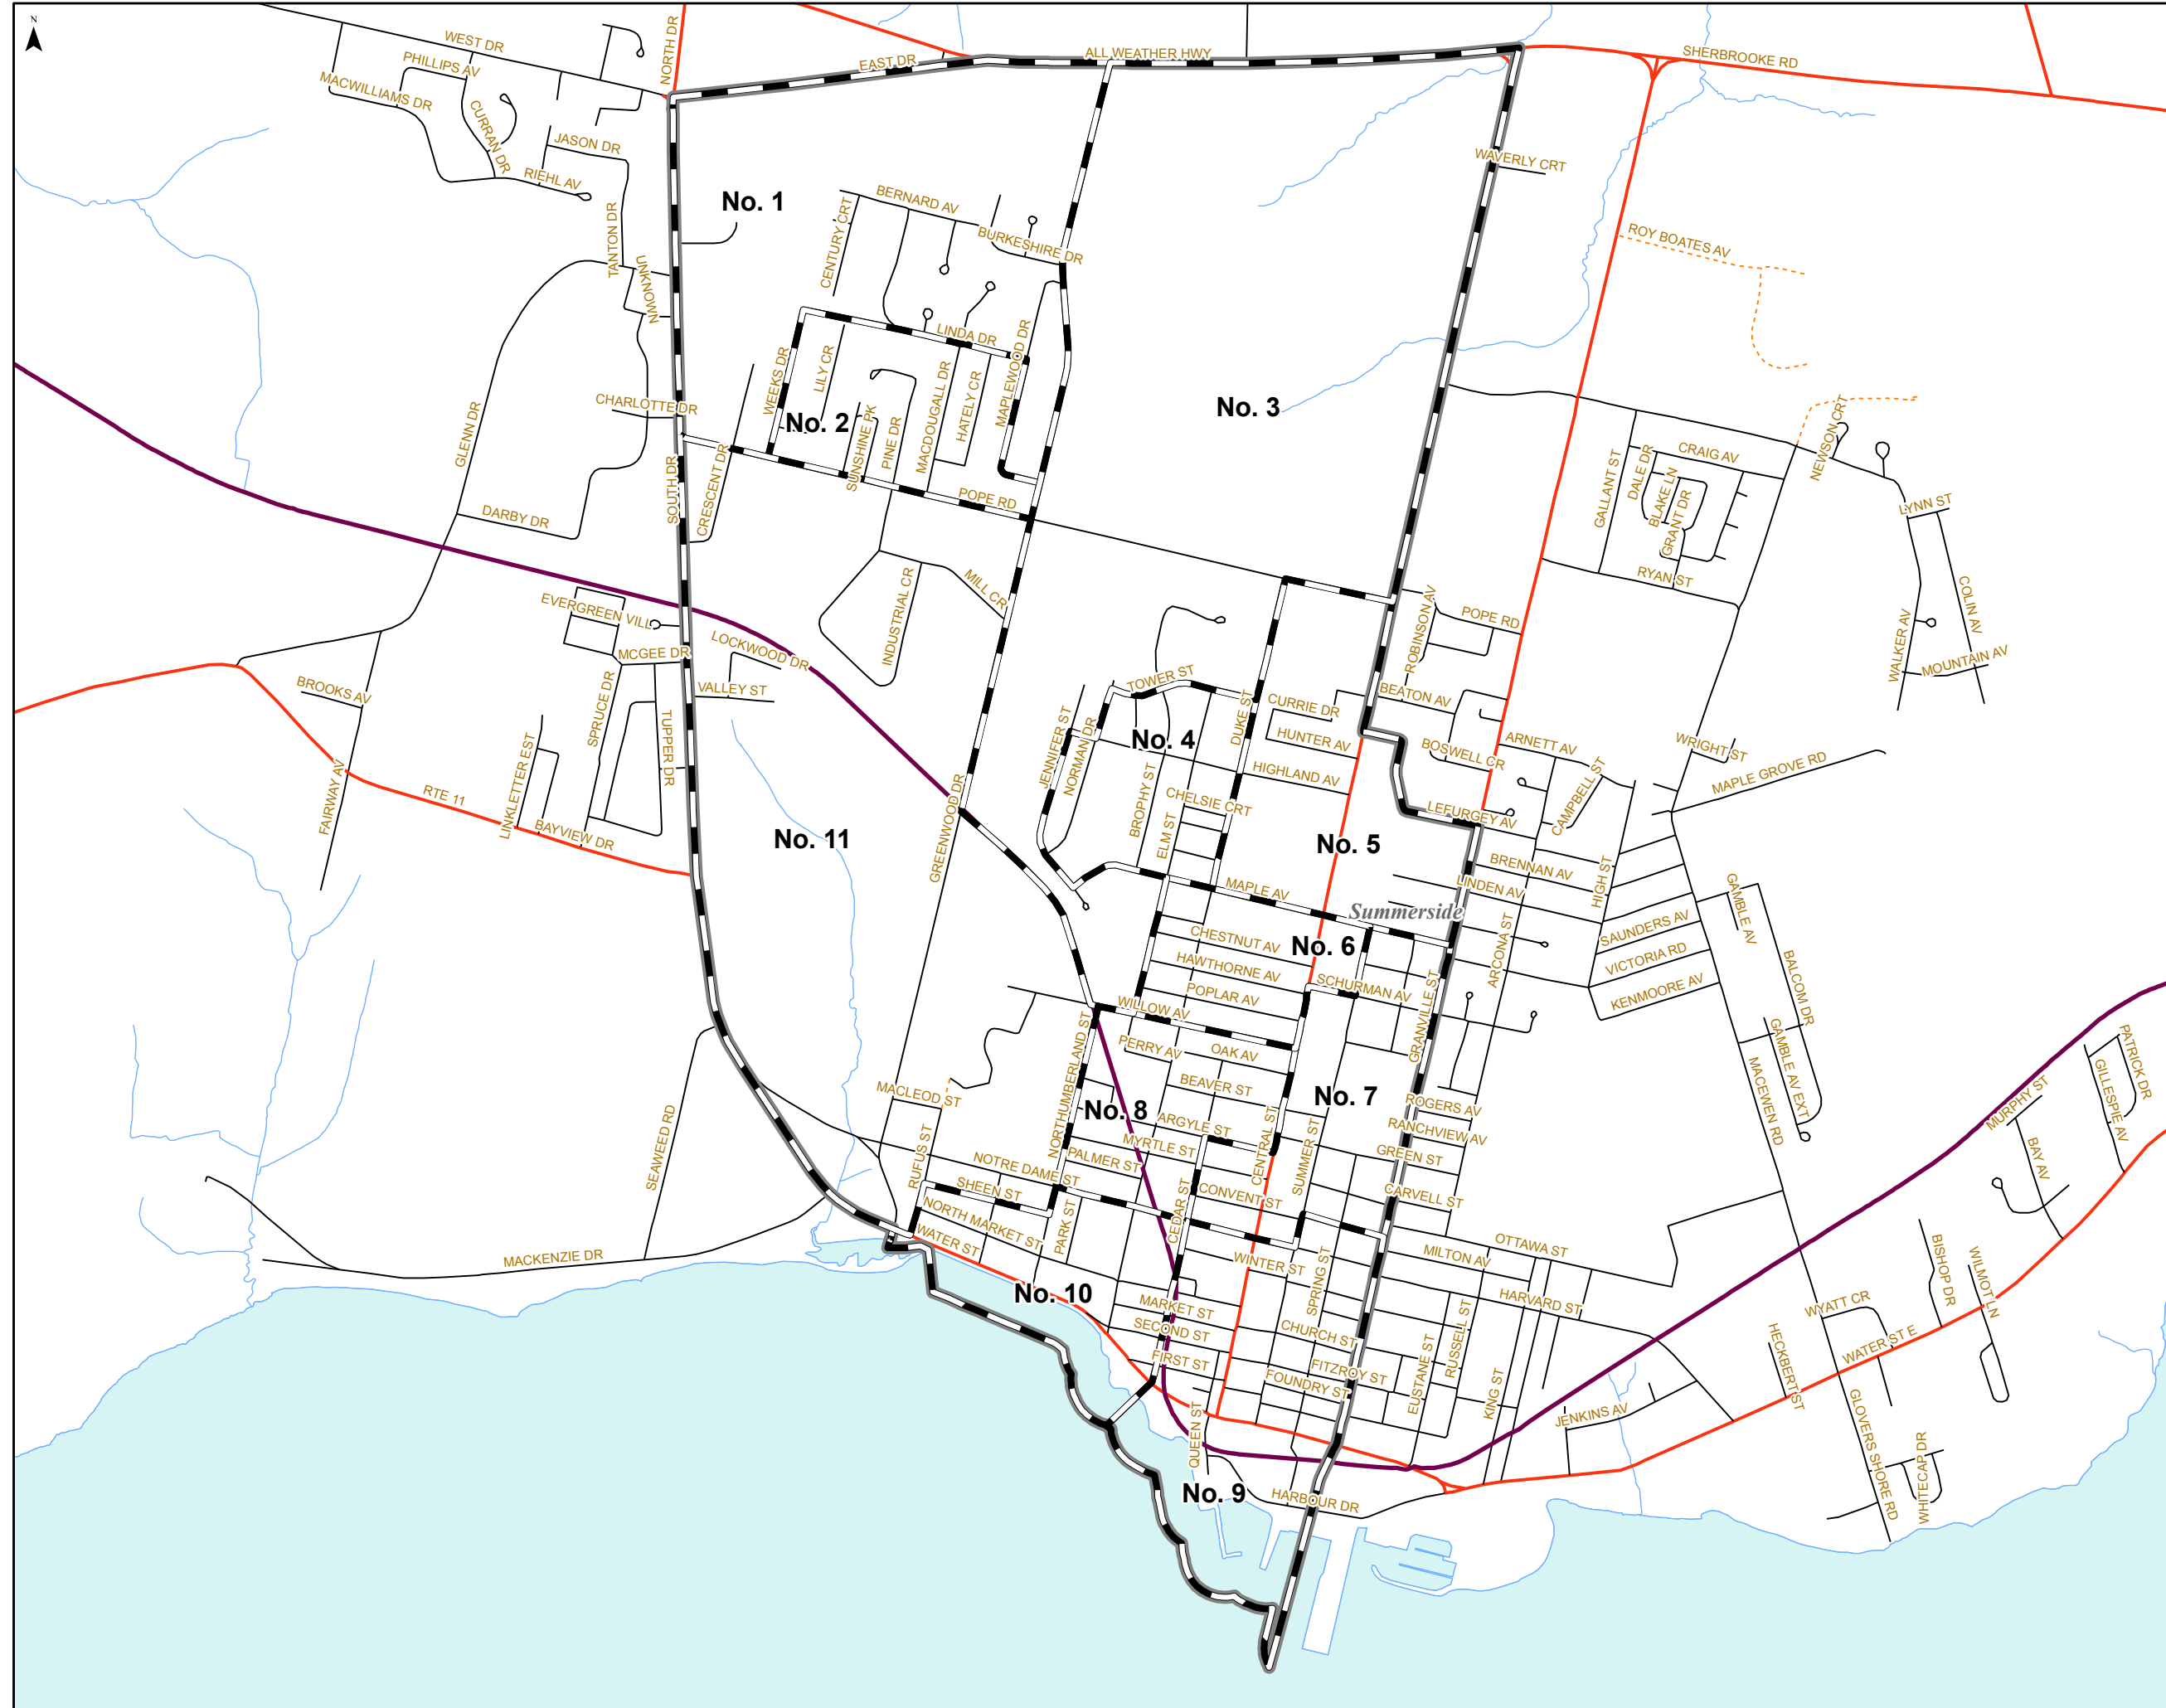 N
WEST DR
NORTH DR
PHILLIPS AV
MACWILLIAMS DR
CURRAN DR
JASON DR
RIEHL AV
TANTON DR
UNKNOWN
EAST DR
ALL WEATHER HWY
SHERBROOKE RD
WAVERLY CRT
ROY BOATES AV
No. 1
BERNARD AV
CENTURY CRT
BURKESHIRE DR
LINDA DR
MAPLEWOOD DR
WEEKS DR
LILY CR
No. 2
SUNSHINE PK
PINE DR
MACDOUGALL DR
HATELY CR
No. 3
CHARLOTTE DR
GLENN DR
SOUTH DR
CRESCENT DR
POPE RD
DARBY DR
NEWSON CRT
CRAIG AV
GALLANT ST
DALE DR
BLAKE LN
GRANT DR
RYAN ST
LYNN ST
COLIN AV
WALKER AV
MOUNTAIN AV
EVERGREEN VILL
MCGEE DR
LOCKWOOD DR
VALLEY ST
INDUSTRIAL CR
MILL CR
ROBINSON AV
POPE RD
BROOKS AV
SPRUCE DR
TUPPER DR
LINKLETTER EST
FAIRWAY AV
RTE 11
BAYVIEW DR
TOWER ST
No. 4
DUKE ST
JENNIFER ST
NORMAN DR
BROPHY ST
CURRIE DR
HUNTER AV
HIGHLAND AV
CHELSIE CRT
ELM ST
BEATON AV
BOSWELL CR
ARNETT AV
CAMPBELL ST
LEFURGEY AV
WRIGHT ST
MAPLE GROVE RD
No. 11
GREENWOOD DR
No. 5
BRENNAN AV
LINDEN AV
HIGH ST
MAPLE AV
Summerside
No. 6
CHESTNUT AV
HAWTHORNE AV
POPLAR AV
SCHURMAN AV
GRANVILLE ST
ARCONA ST
GAMBLE AV
SAUNDERS AV
VICTORIA RD
KENMOORE AV
BALCOM DR
GAMBLE AV EXT
MACEWEN RD
WILLOW AV
PERRY AV
OAK AV
BEAVER ST
NORTHUMBERLAND ST
No. 8
No. 7
ARGYLE ST
MYRTLE ST
PALMER ST
CENTRAL ST
SUMMER ST
ROGERS AV
RANCHVIEW AV
GREEN ST
CARVELL ST
MACLEOD ST
RUFUS ST
NOTRE DAME ST
SHEEN ST
NORTH MARKET ST
PARK ST
WATER ST
CEDAR ST
CONVENT ST
SEAWEED RD
MACKENZIE DR
WINTER ST
SPRING ST
OTTAWA ST
MILTON AV
HARVARD ST
No. 10
MARKET ST
SECOND ST
FIRST ST
CHURCH ST
FITZROY ST
FOUNDRY ST
EUSTANE ST
RUSSELL ST
KING ST
JENKINS AV
QUEEN ST
No. 9
HARBOUR DR
MURPHY ST
BAY AV
GILLESPIE AV
PATRICK DR
BISHOP DR
WILMOT LN
WYATT CR
WATER ST E
HECKBERT ST
GLOVERS SHORE RD
WHITECAP DR